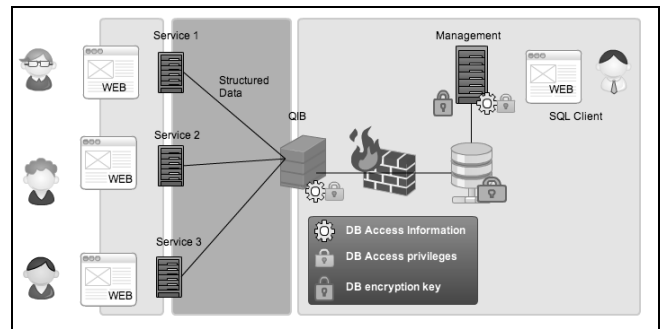 Service 1
WEB
Structured
Data
Service 2
WEB
Service 3
WEB
QIB
Management
WEB
SQL Client
DB Access Information
DB Access privileges
DB encryption key